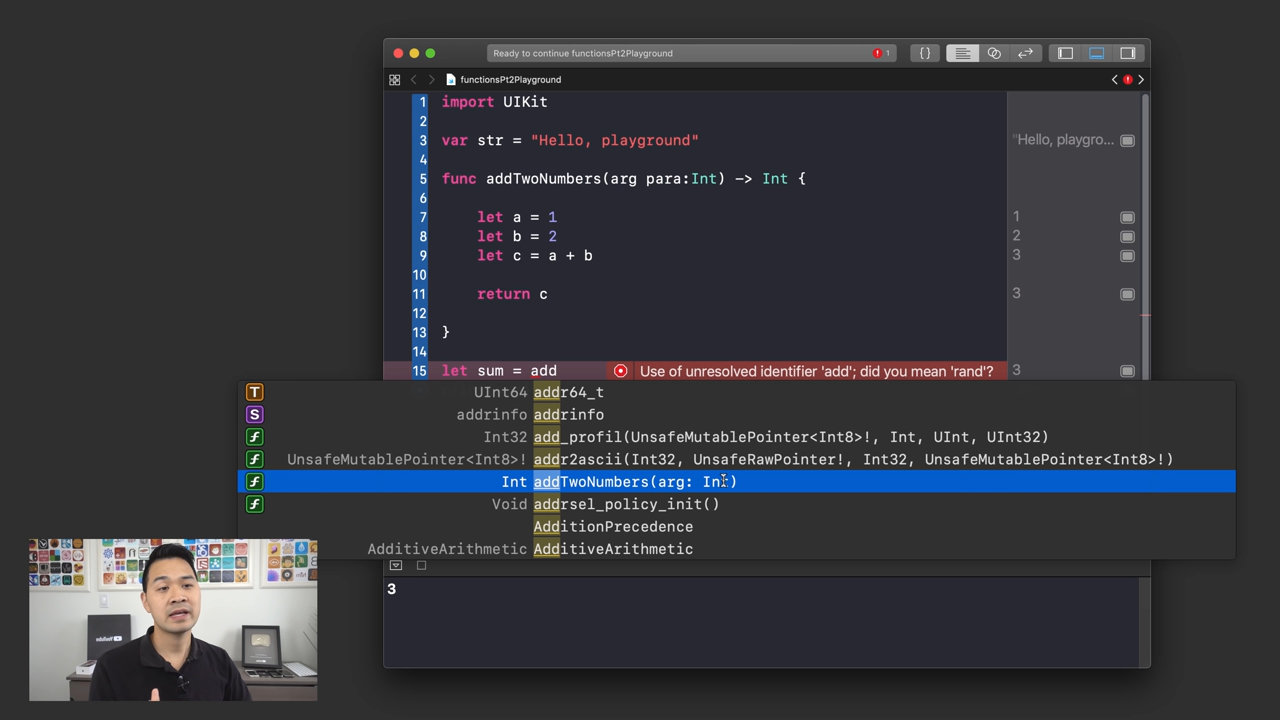 Ready to continue functionsPt2Playground
1
{}
functionsPt2Playground
1 import UIKit
2
3 var str = "Hello, playground"
"Hello, playgro...
4
5 func addTwoNumbers(arg para:Int) -> Int {
6
7 let a = 1
1
8 let b = 2
2
9 let c = a + b
3
10
11 return c
3
12
13 }
14
15 let sum = add
Use of unresolved identifier 'add'; did you mean 'rand'?
3
T UInt64 addr64_t
S addrinfo addrinfo
f Int32 add_profil(UnsafeMutablePointer<Int8>!, Int, UInt, UInt32)
f UnsafeMutablePointer<Int8>! addr2ascii(Int32, UnsafeRawPointer!, Int32, UnsafeMutablePointer<Int8>!)
f Int addTwoNumbers(arg: Int)
f Void addrsel_policy_init()
AdditionPrecedence
AdditiveArithmetic AdditiveArithmetic
3
YouTube